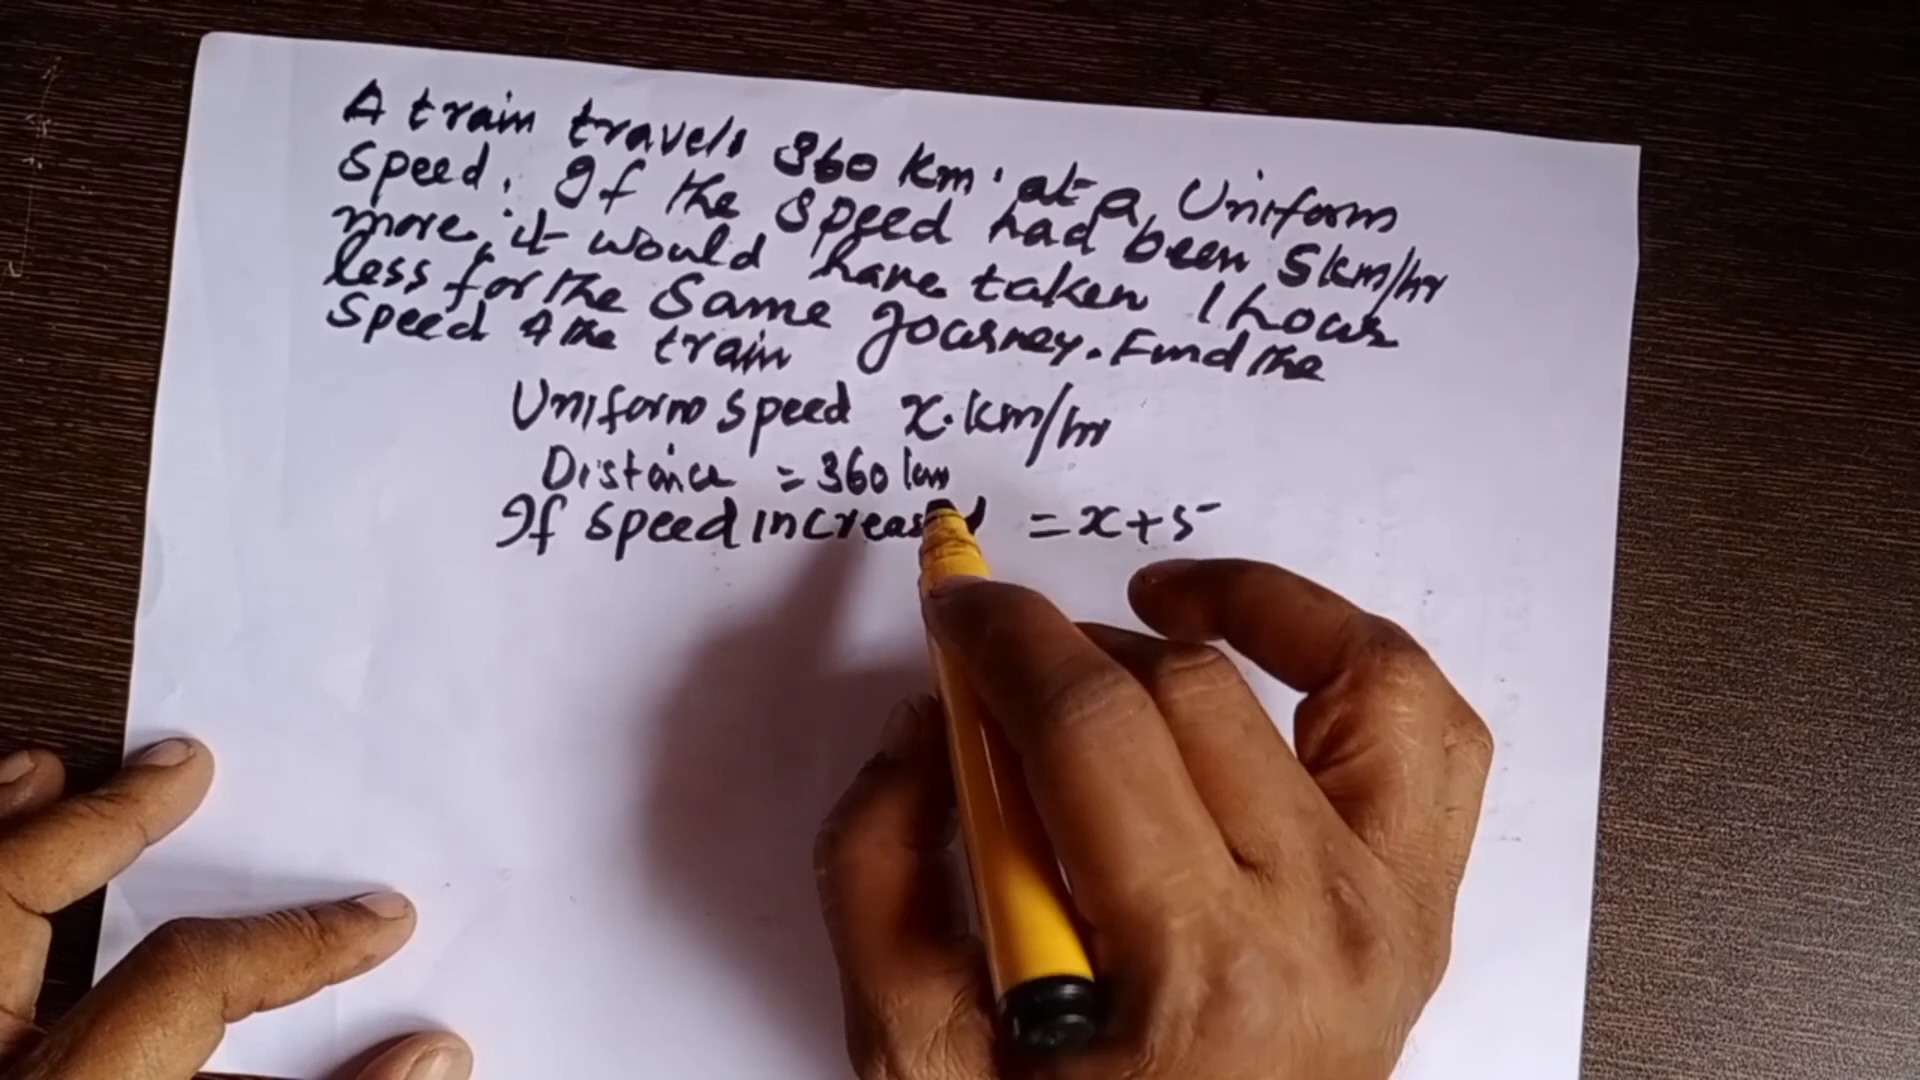 A train travels 360 km. at a Uniform
Speed. If the Speed had been 5km/hr
more, it would have taken 1 hour
less for the Same Journey. Find the
Speed of the train
Uniform speed x.km/hr
Distance = 360 km
If Speed increased = x+5